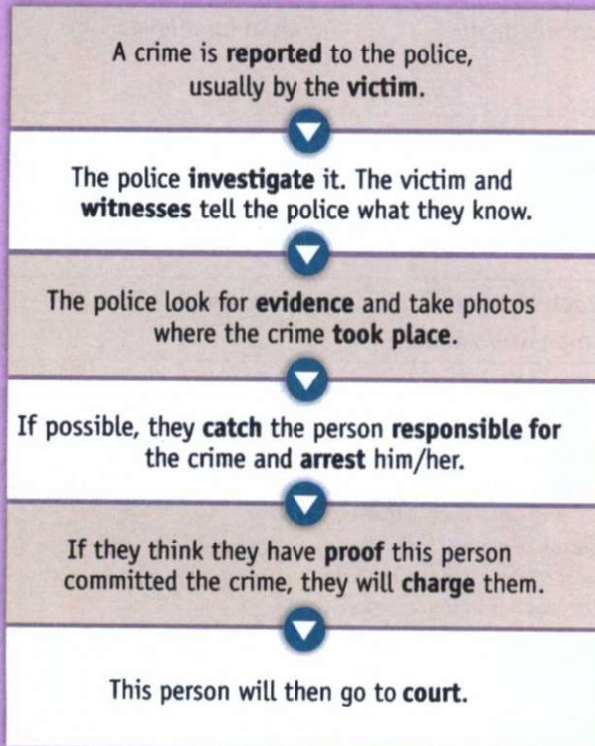 A crime is reported to the police,
usually by the victim.
The police investigate it. The victim and
witnesses tell the police what they know.
The police look for evidence and take photos
where the crime took place.
If possible, they catch the person responsible for
the crime and arrest him/her.
If they think they have proof this person
committed the crime, they will charge them.
This person will then go to court.